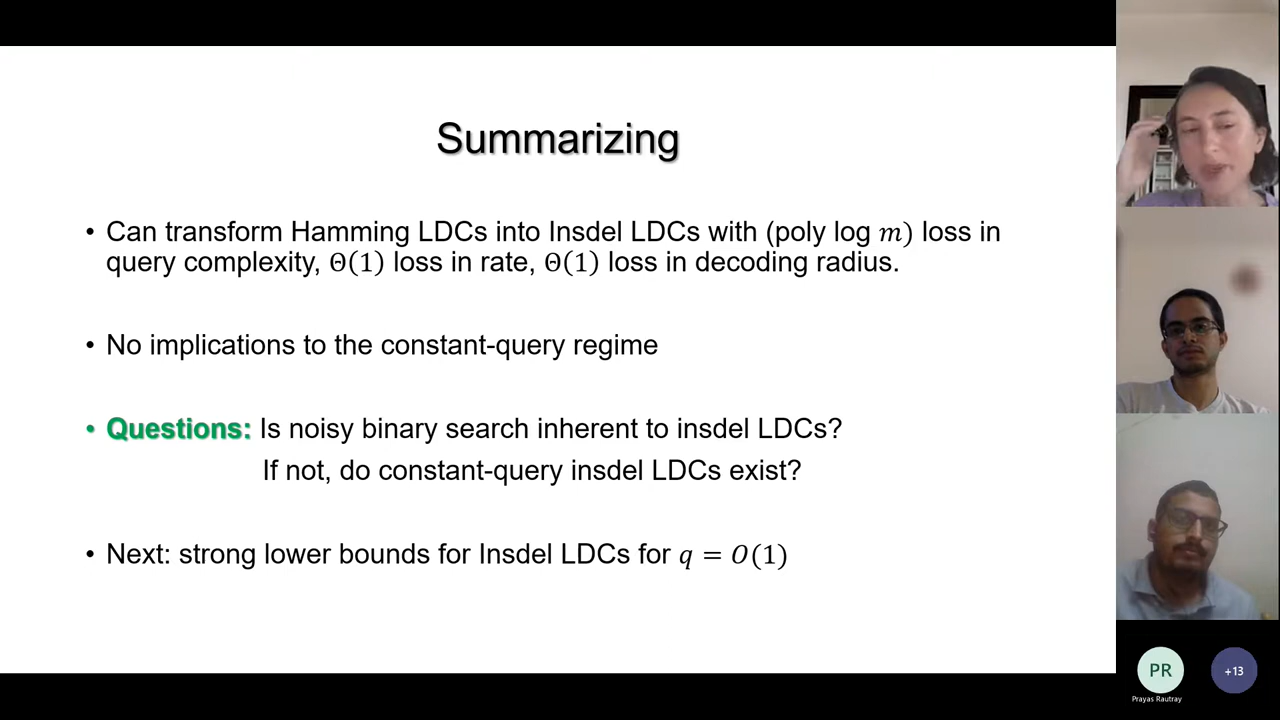 Summarizing
• Can transform Hamming LDCs into Insdel LDCs with (poly log 𝑚) loss in
query complexity, Θ(1) loss in rate, Θ(1) loss in decoding radius.
• No implications to the constant-query regime
• Questions: Is noisy binary search inherent to insdel LDCs?
If not, do constant-query insdel LDCs exist?
• Next: strong lower bounds for Insdel LDCs for 𝑞 = 𝑂(1)
PR
Prayas Rautray
+13